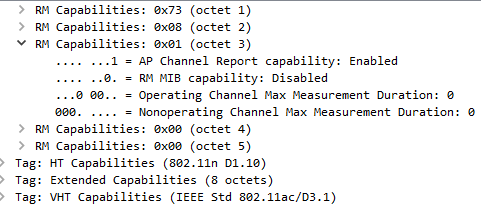 RM Capabilities: 0x73 (octet 1)
RM Capabilities: 0x08 (octet 2)
RM Capabilities: 0x01 (octet 3)
.... ...1 = AP Channel Report capability: Enabled
.... ..0. = RM MIB capability: Disabled
...0 00.. = Operating Channel Max Measurement Duration: 0
000. .... = Nonoperating Channel Max Measurement Duration: 0
RM Capabilities: 0x00 (octet 4)
RM Capabilities: 0x00 (octet 5)
Tag: HT Capabilities (802.11n D1.10)
Tag: Extended Capabilities (8 octets)
Tag: VHT Capabilities (IEEE Std 802.11ac/D3.1)